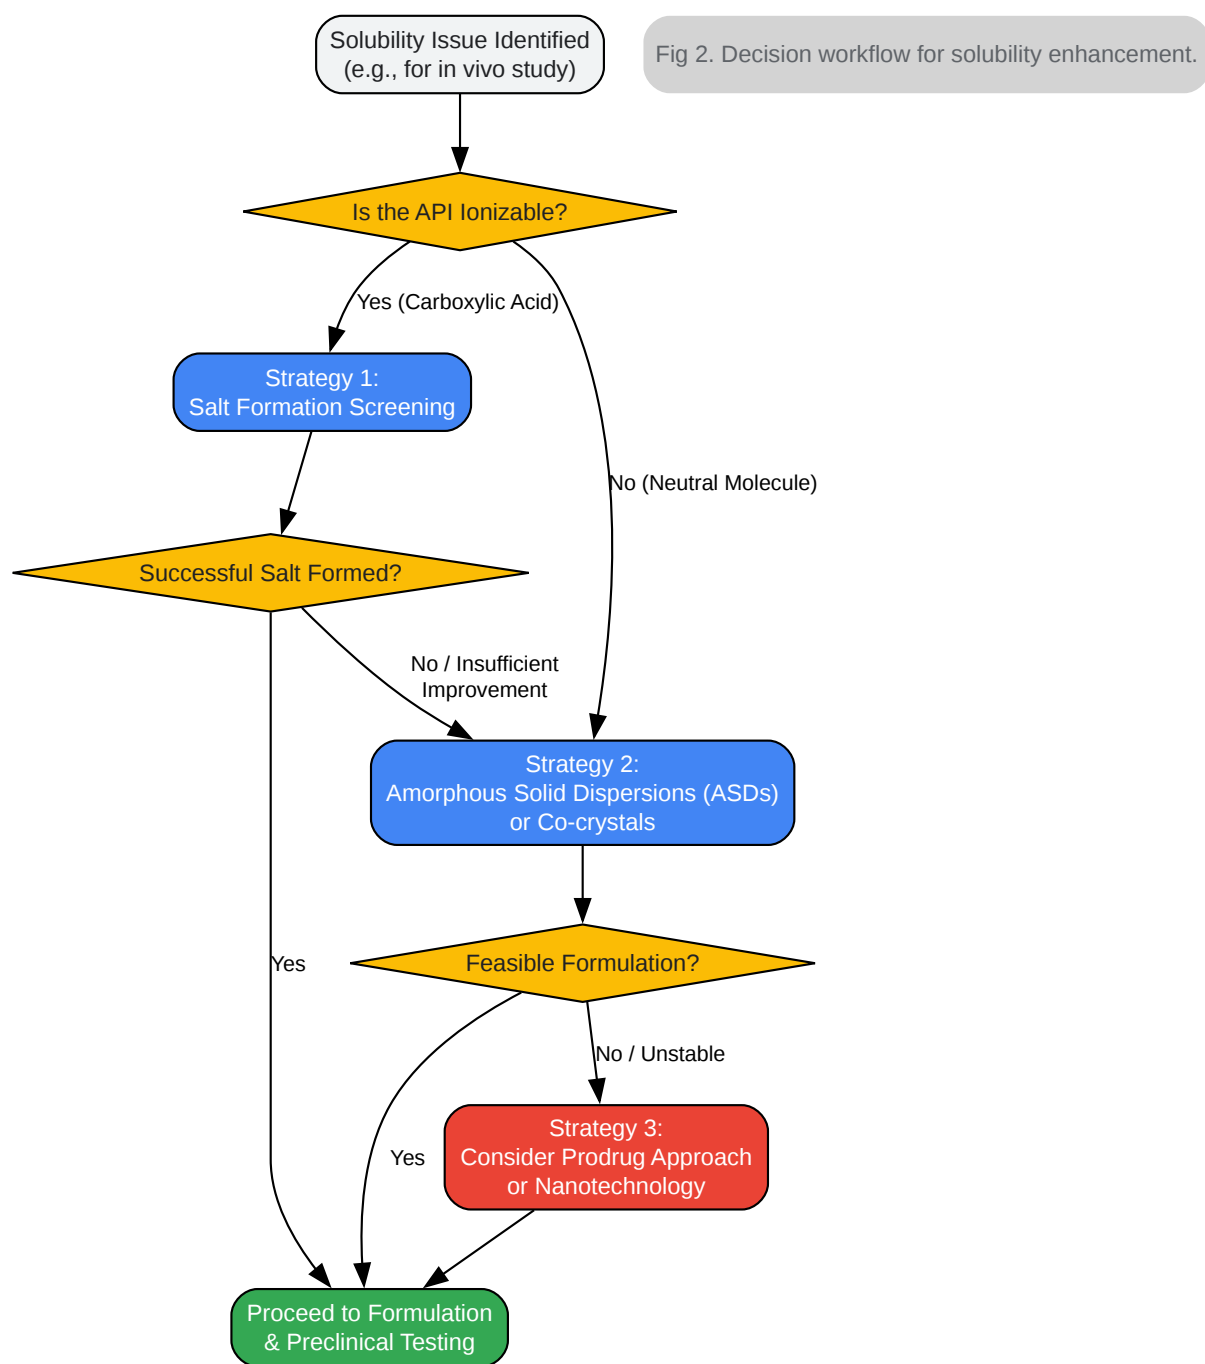 Solubility Issue Identified
(e.g., for in vivo study)
Fig 2. Decision workflow for solubility enhancement.
Is the API Ionizable?
Yes (Carboxylic Acid)
Strategy 1:
Salt Formation Screening
No (Neutral Molecule)
Successful Salt Formed?
No / Insufficient
Improvement
Strategy 2:
Amorphous Solid Dispersions (ASDs)
or Co-crystals
Yes
Feasible Formulation?
No / Unstable
Yes
Strategy 3:
Consider Prodrug Approach
or Nanotechnology
Proceed to Formulation
& Preclinical Testing